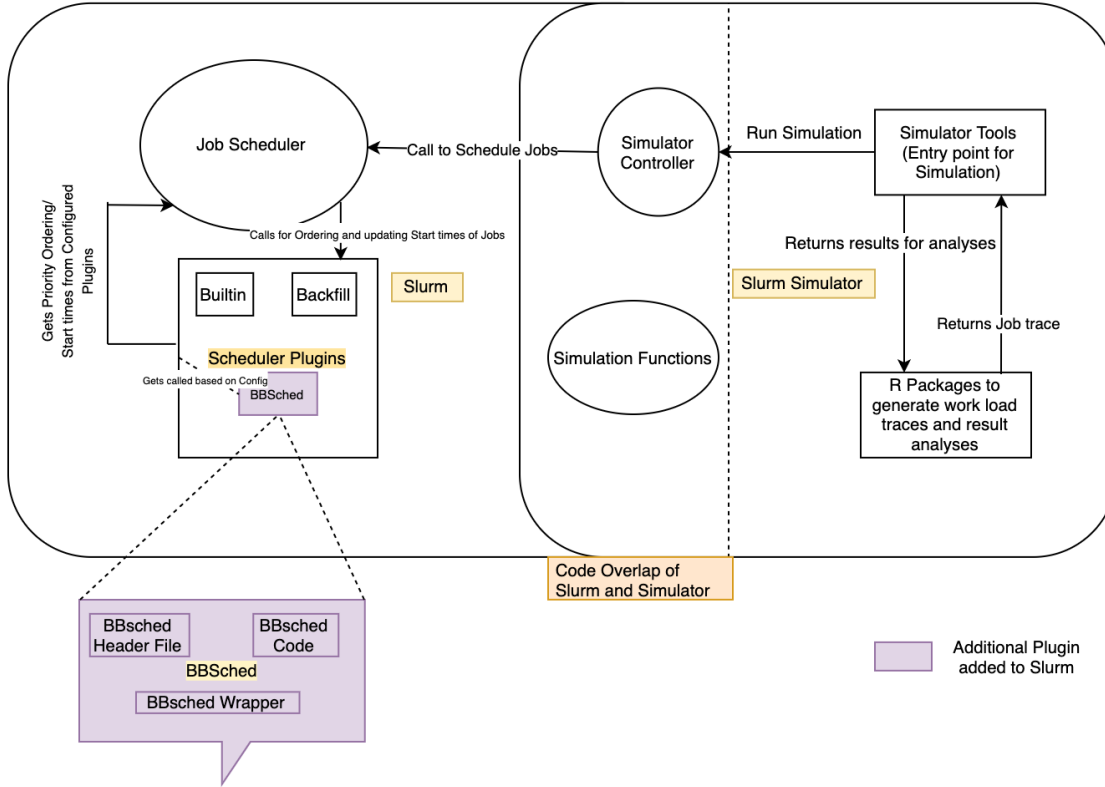 Job Scheduler
Call to Schedule Jobs
Simulator
Controller
Run Simulation
Simulator Tools
(Entry point for
Simulation)
Gets Priority Ordering/
Start times from Configured
Plugins
Calls for Ordering and updating Start times of Jobs
Returns results for analyses
Builtin
Backfill
Slurm
Slurm Simulator
Returns Job trace
Scheduler Plugins
Gets called based on Config
BBSched
Simulation Functions
R Packages to
generate work load
traces and result
analyses
Code Overlap of
Slurm and Simulator
BBsched
Header File
BBsched
Code
BBSched
BBsched Wrapper
Additional Plugin
added to Slurm